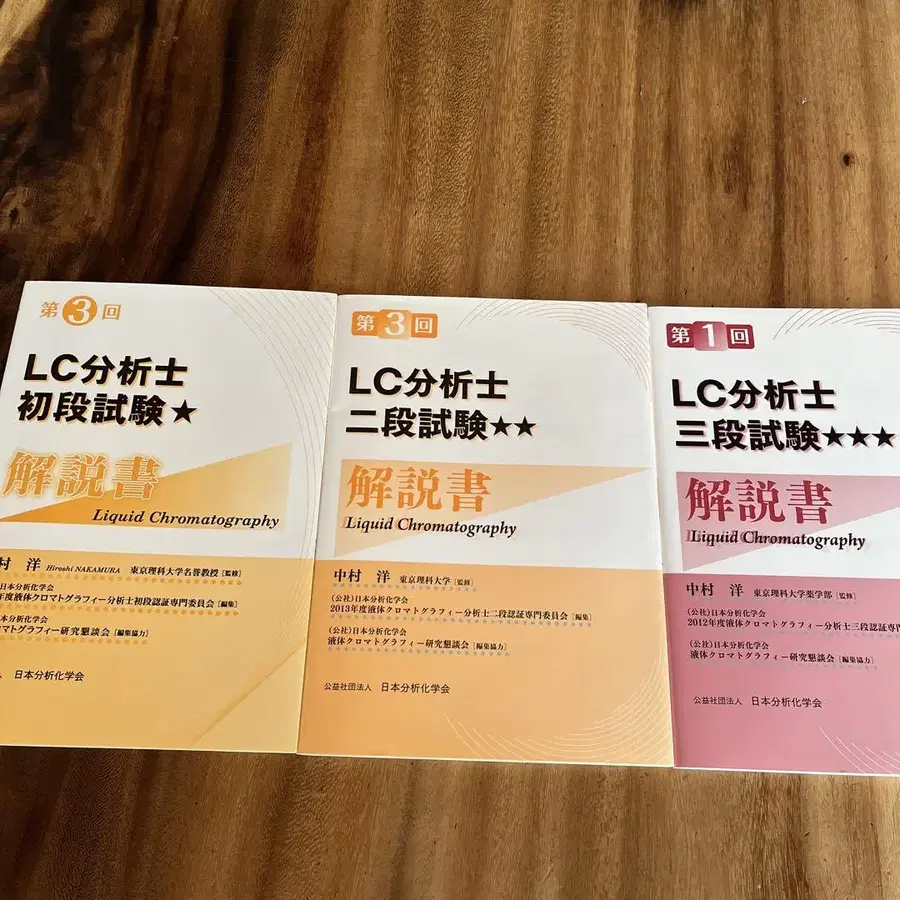 第3回
LC分析士
初段試験★
解説書
Liquid Chromatography
村 洋 Hiroshi NAKAMURA 東京理科大学名誉教授 [監修]
日本分析化学会
年度液体クロマトグラフィー分析士初段認証専門委員会 [編集]
本分析化学会
マトグラフィー研究懇談会 [編集協力]
人 日本分析化学会
第3回
LC分析士
二段試験★★
解説書
Liquid Chromatography
中村 洋 東京理科大学 [監修]
(公社)日本分析化学会
2013年度液体クロマトグラフィー分析士二段認証専門委員会 [編集]
(公社)日本分析化学会
液体クロマトグラフィー研究懇談会 [編集協力]
公益社団法人 日本分析化学会
第1回
LC分析士
三段試験★★★
解説書
Liquid Chromatography
中村 洋 東京理科大学薬学部 [監修]
(公社)日本分析化学会
2012年度液体クロマトグラフィー分析士三段認証専門
(公社)日本分析化学会
液体クロマトグラフィー研究懇談会 [編集協力]
公益社団法人 日本分析化学会